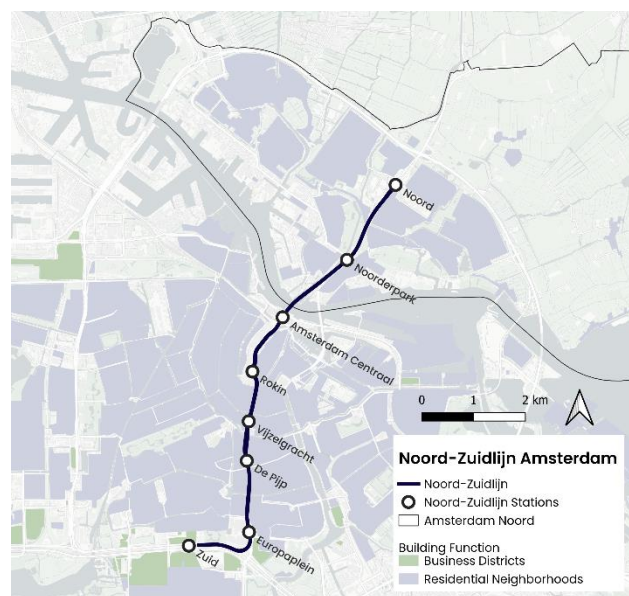 Noord
Noorderpark
Amsterdam Centraal
Rokin
Vijzelgracht
De Pijp
Europaplein
Zuid
0 1 2 km
Noord-Zuidlijn Amsterdam
Noord-Zuidlijn
Noord-Zuidlijn Stations
Amsterdam Noord
Building Function
Business Districts
Residential Neighborhoods